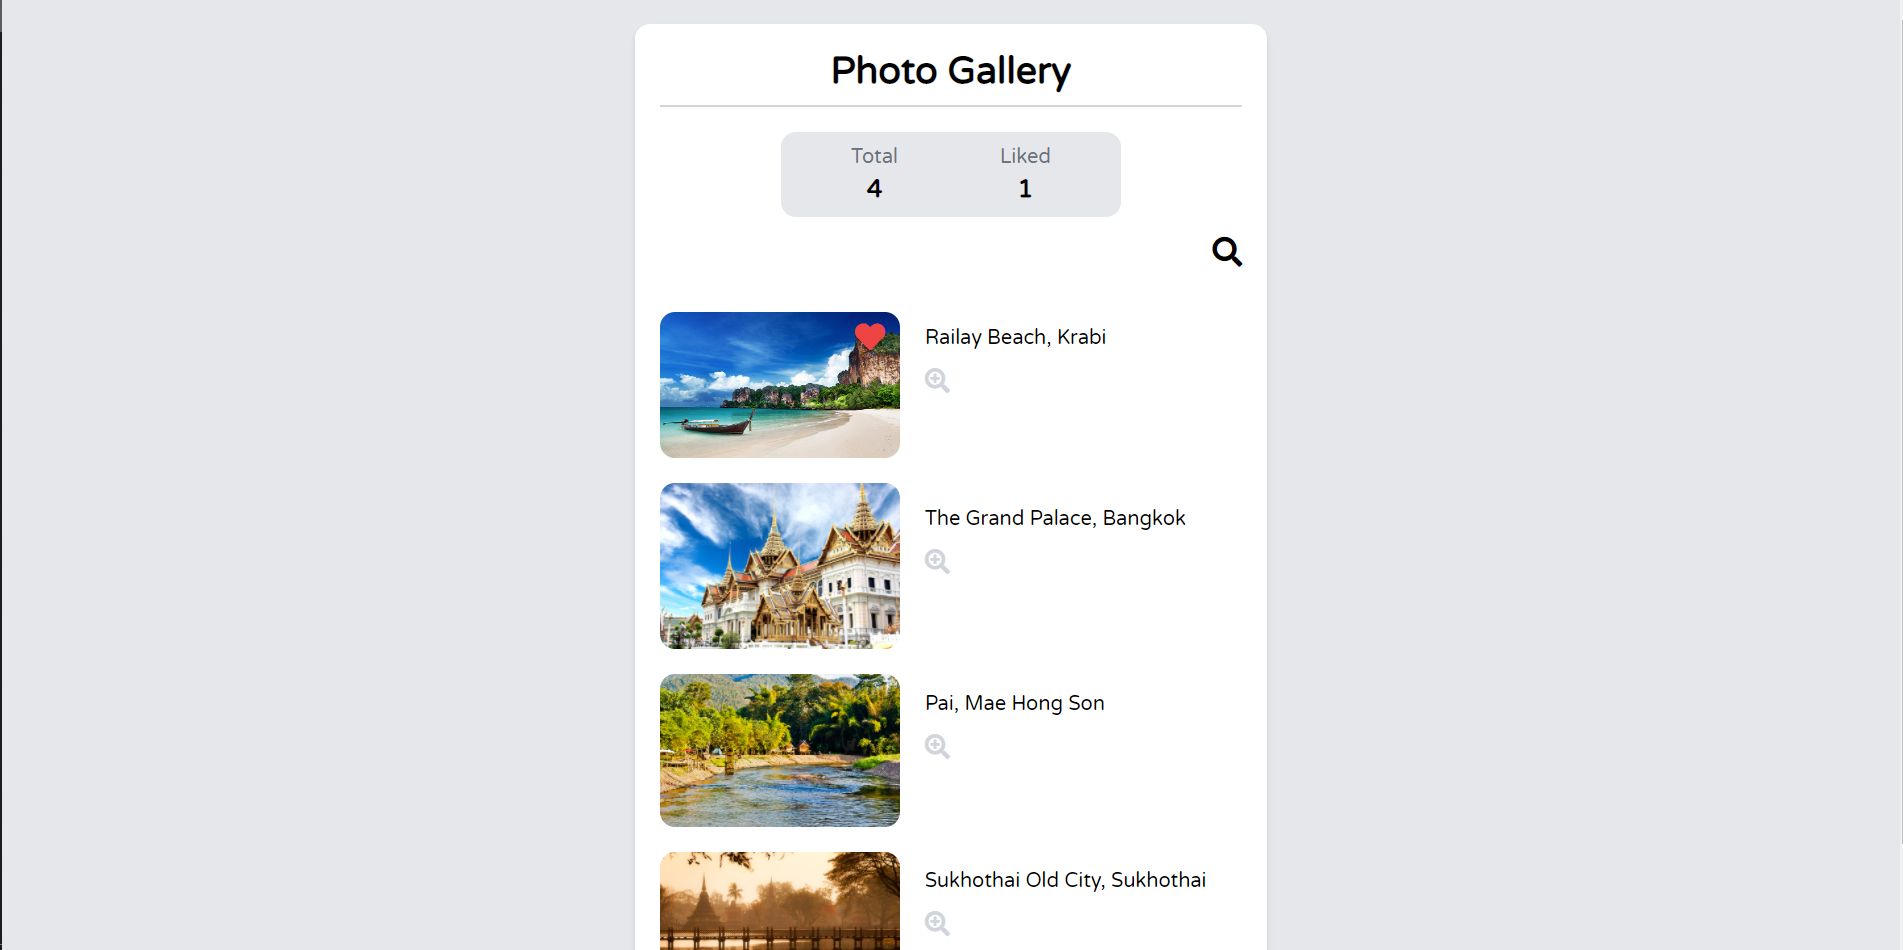 Photo Gallery
Total Liked
4 1
Railay Beach, Krabi
The Grand Palace, Bangkok
Pai, Mae Hong Son
Sukhothai Old City, Sukhothai